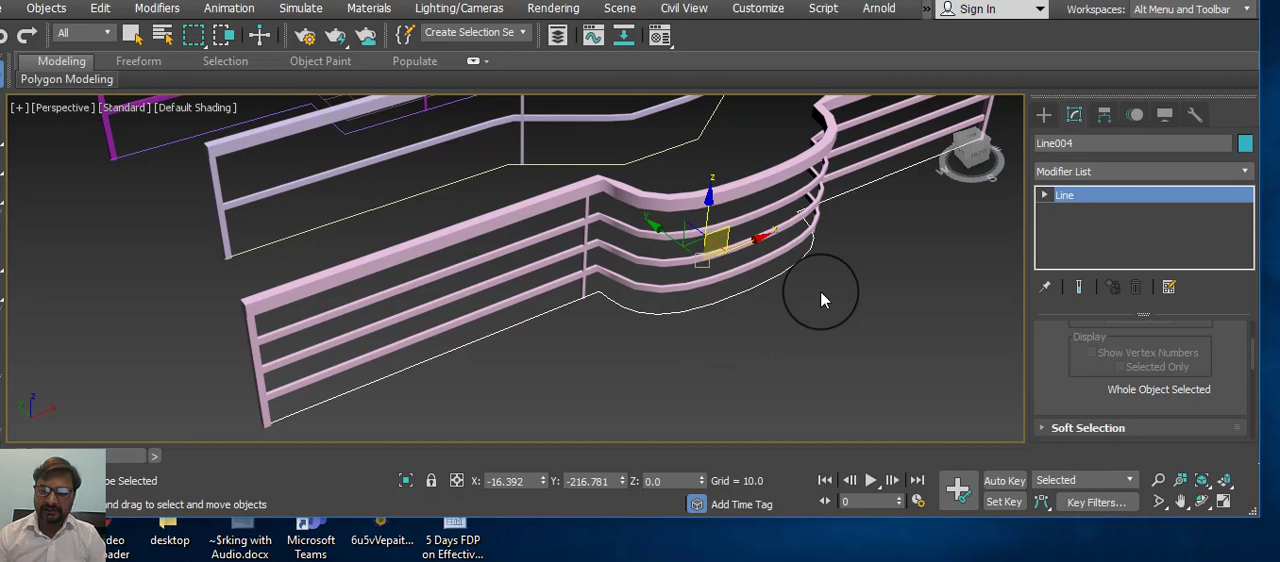 Objects Edit Modifiers Animation Simulate Materials Lighting/Cameras Rendering Scene Civil View Customize Script Arnold » Sign In Workspaces: Alt Menu and Toolbar
All Create Selection Se
Modeling Freeform Selection Object Paint Populate
Polygon Modeling
[+] [Perspective] [Standard] [Default Shading]
Line004
Modifier List
Line
z
y
x
Display
Show Vertex Numbers
Selected Only
Whole Object Selected
Soft Selection
>
Selected X: -16.392 Y: -216.781 Z: 0.0 Grid = 10.0 Auto Key Selected
and drag to select and move objects Add Time Tag 0 Set Key Key Filters...
desktop ~$rking with Audio.docx Microsoft Teams 6u5vVepait... 5 Days FDP on Effectiv...